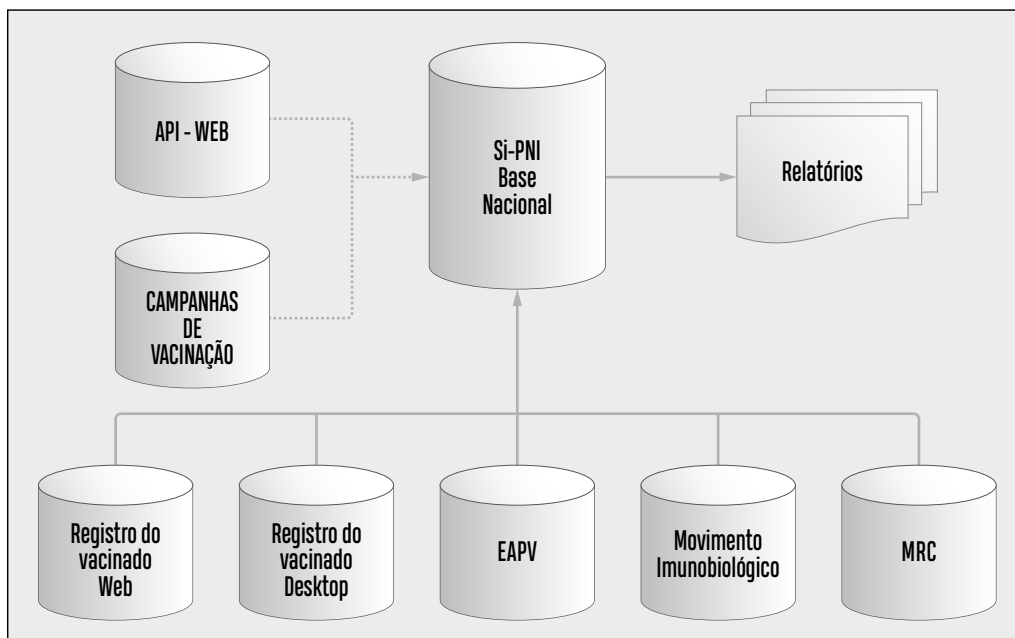 API - WEB
Si-PNI
Base
Nacional
Relatórios
CAMPANHAS
DE
VACINAÇÃO
Registro do
vacinado
Web
Registro do
vacinado
Desktop
EAPV
Movimento
Imunobiológico
MRC